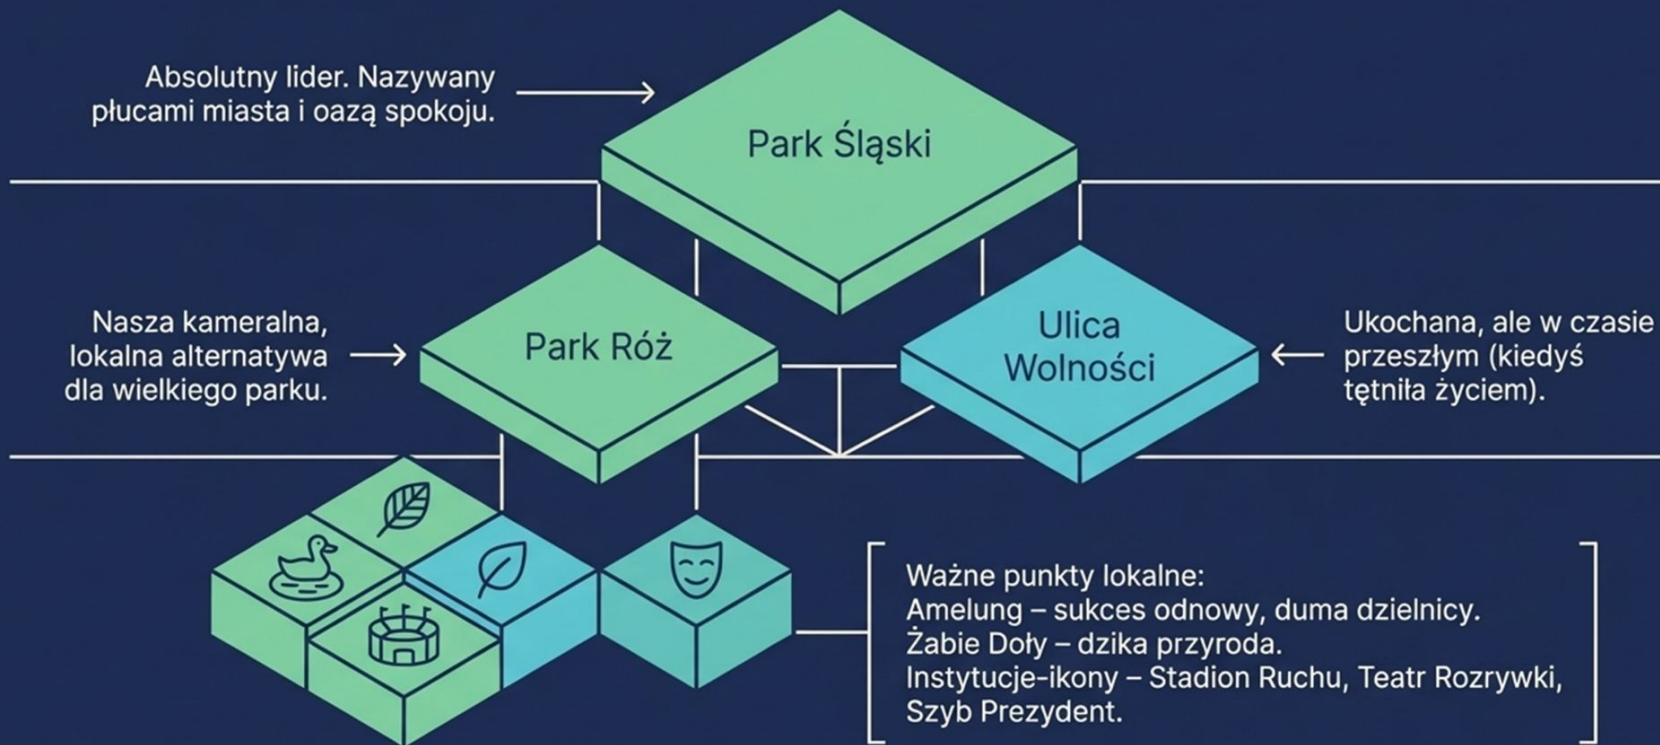 Absolutny lider. Nazywany
płucami miasta i oazą spokoju.
Park Śląski
Nasza kameralna,
lokalna alternatywa
dla wielkiego parku.
Park Róż
Ulica
Wolności
Ukochana, ale w czasie
przeszłym (kiedyś
tętniła życiem).
Ważne punkty lokalne:
Amelung – sukces odnowy, duma dzielnicy.
Żabie Doły – dzika przyroda.
Instytucje-ikony – Stadion Ruchu, Teatr Rozrywki,
Szyb Prezydent.